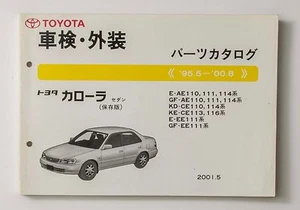 TOYOTA
車検・外装
パーツカタログ
《 '95.5-'00.8 》
トヨタ カローラ セダン
(保存版)
E-AE110,111,114系
GF-AE110,111,114系
KD-CE110,114系
KE-CE113,116系
E-EE111系
GF-EE111系
2001.5